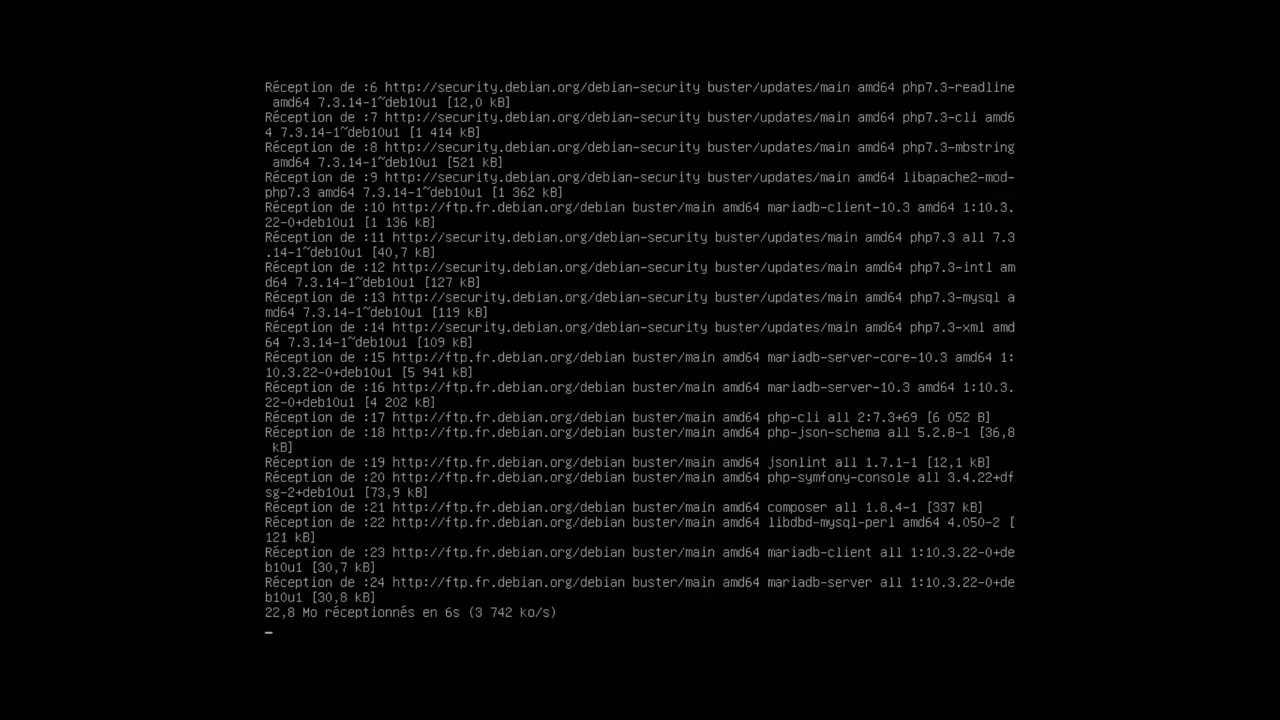 Réception de :6 http://security.debian.org/debian-security buster/updates/main amd64 php7.3-readline
 amd64 7.3.14-1~deb10u1 [12,0 kB]
Réception de :7 http://security.debian.org/debian-security buster/updates/main amd64 php7.3-cli amd6
4 7.3.14-1~deb10u1 [1 414 kB]
Réception de :8 http://security.debian.org/debian-security buster/updates/main amd64 php7.3-mbstring
 amd64 7.3.14-1~deb10u1 [521 kB]
Réception de :9 http://security.debian.org/debian-security buster/updates/main amd64 libapache2-mod-
php7.3 amd64 7.3.14-1~deb10u1 [1 362 kB]
Réception de :10 http://ftp.fr.debian.org/debian buster/main amd64 mariadb-client-10.3 amd64 1:10.3.
22-0+deb10u1 [1 136 kB]
Réception de :11 http://security.debian.org/debian-security buster/updates/main amd64 php7.3 all 7.3
.14-1~deb10u1 [40,7 kB]
Réception de :12 http://security.debian.org/debian-security buster/updates/main amd64 php7.3-intl am
d64 7.3.14-1~deb10u1 [127 kB]
Réception de :13 http://security.debian.org/debian-security buster/updates/main amd64 php7.3-mysql a
md64 7.3.14-1~deb10u1 [119 kB]
Réception de :14 http://security.debian.org/debian-security buster/updates/main amd64 php7.3-xml amd
64 7.3.14-1~deb10u1 [109 kB]
Réception de :15 http://ftp.fr.debian.org/debian buster/main amd64 mariadb-server-core-10.3 amd64 1:
10.3.22-0+deb10u1 [5 941 kB]
Réception de :16 http://ftp.fr.debian.org/debian buster/main amd64 mariadb-server-10.3 amd64 1:10.3.
22-0+deb10u1 [4 202 kB]
Réception de :17 http://ftp.fr.debian.org/debian buster/main amd64 php-cli all 2:7.3+69 [6 052 B]
Réception de :18 http://ftp.fr.debian.org/debian buster/main amd64 php-json-schema all 5.2.8-1 [36,8
 kB]
Réception de :19 http://ftp.fr.debian.org/debian buster/main amd64 jsonlint all 1.7.1-1 [12,1 kB]
Réception de :20 http://ftp.fr.debian.org/debian buster/main amd64 php-symfony-console all 3.4.22+df
sg-2+deb10u1 [73,9 kB]
Réception de :21 http://ftp.fr.debian.org/debian buster/main amd64 composer all 1.8.4-1 [337 kB]
Réception de :22 http://ftp.fr.debian.org/debian buster/main amd64 libdbd-mysql-perl amd64 4.050-2 [
121 kB]
Réception de :23 http://ftp.fr.debian.org/debian buster/main amd64 mariadb-client all 1:10.3.22-0+de
b10u1 [30,7 kB]
Réception de :24 http://ftp.fr.debian.org/debian buster/main amd64 mariadb-server all 1:10.3.22-0+de
b10u1 [30,8 kB]
22,8 Mo réceptionnés en 6s (3 742 ko/s)